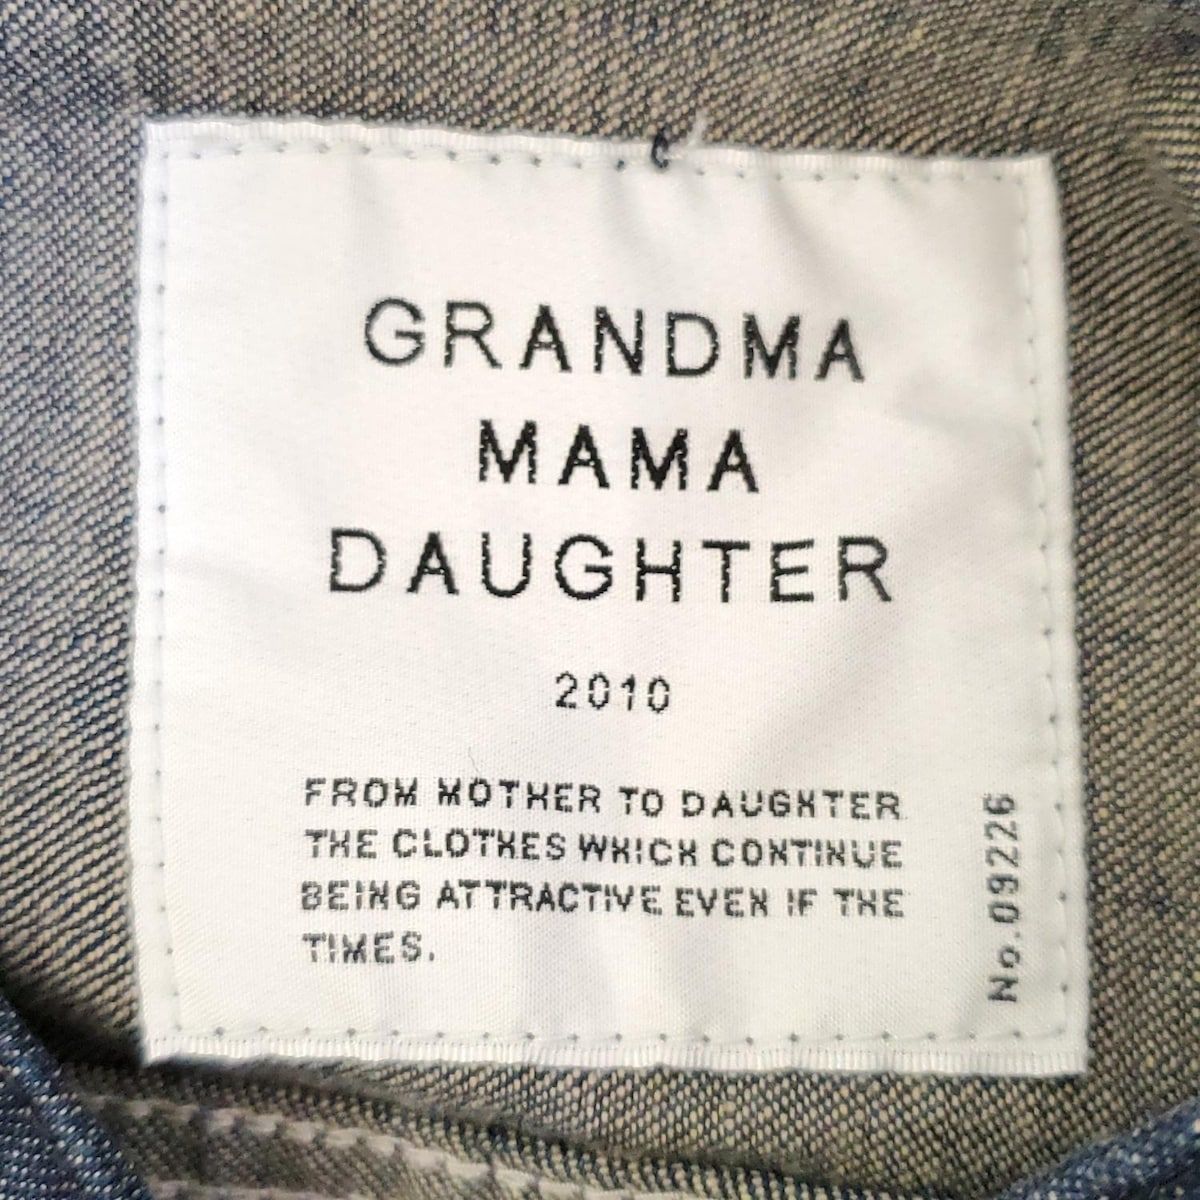 GRANDMA
MAMA
DAUGHTER
2010
FROM MOTHER TO DAUGHTER
THE CLOTHES WHICH CONTINUE
BEING ATTRACTIVE EVEN IF THE
TIMES.
No.09226